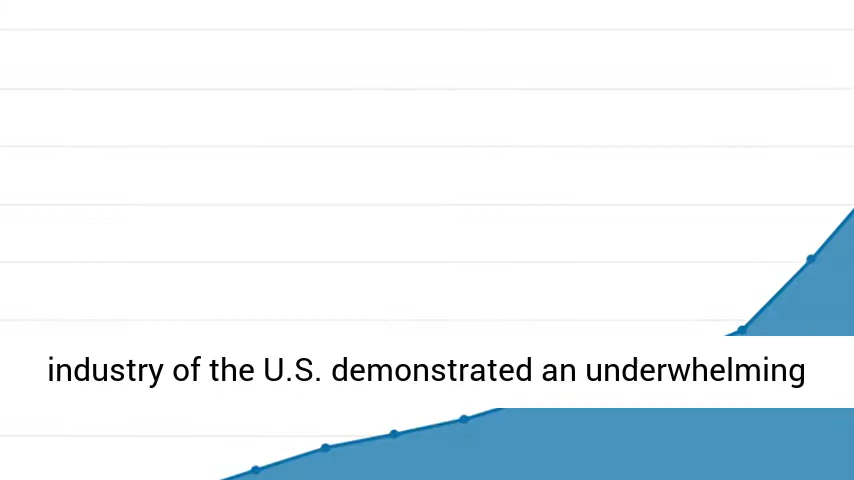 industry of the U.S. demonstrated an underwhelming